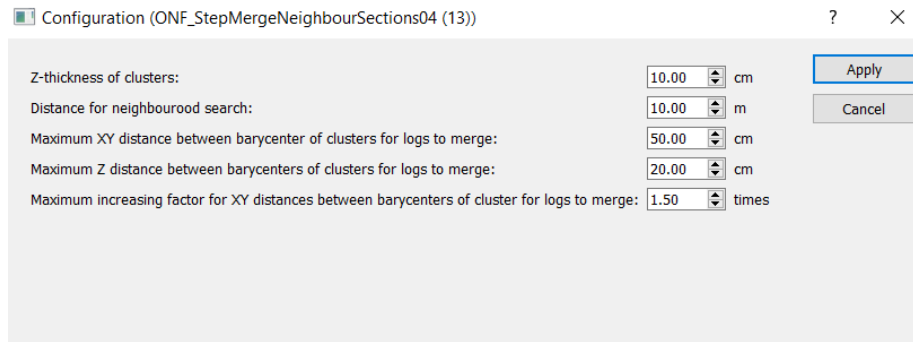 Configuration (ONF_StepMergeNeighbourSections04 (13)) ?
Z-thickness of clusters: 10.00 cm Apply
Distance for neighbourood search: 10.00 m Cancel
Maximum XY distance between barycenter of clusters for logs to merge: 50.00 cm
Maximum Z distance between barycenters of clusters for logs to merge: 20.00 cm
Maximum increasing factor for XY distances between barycenters of cluster for logs to merge: 1.50 times